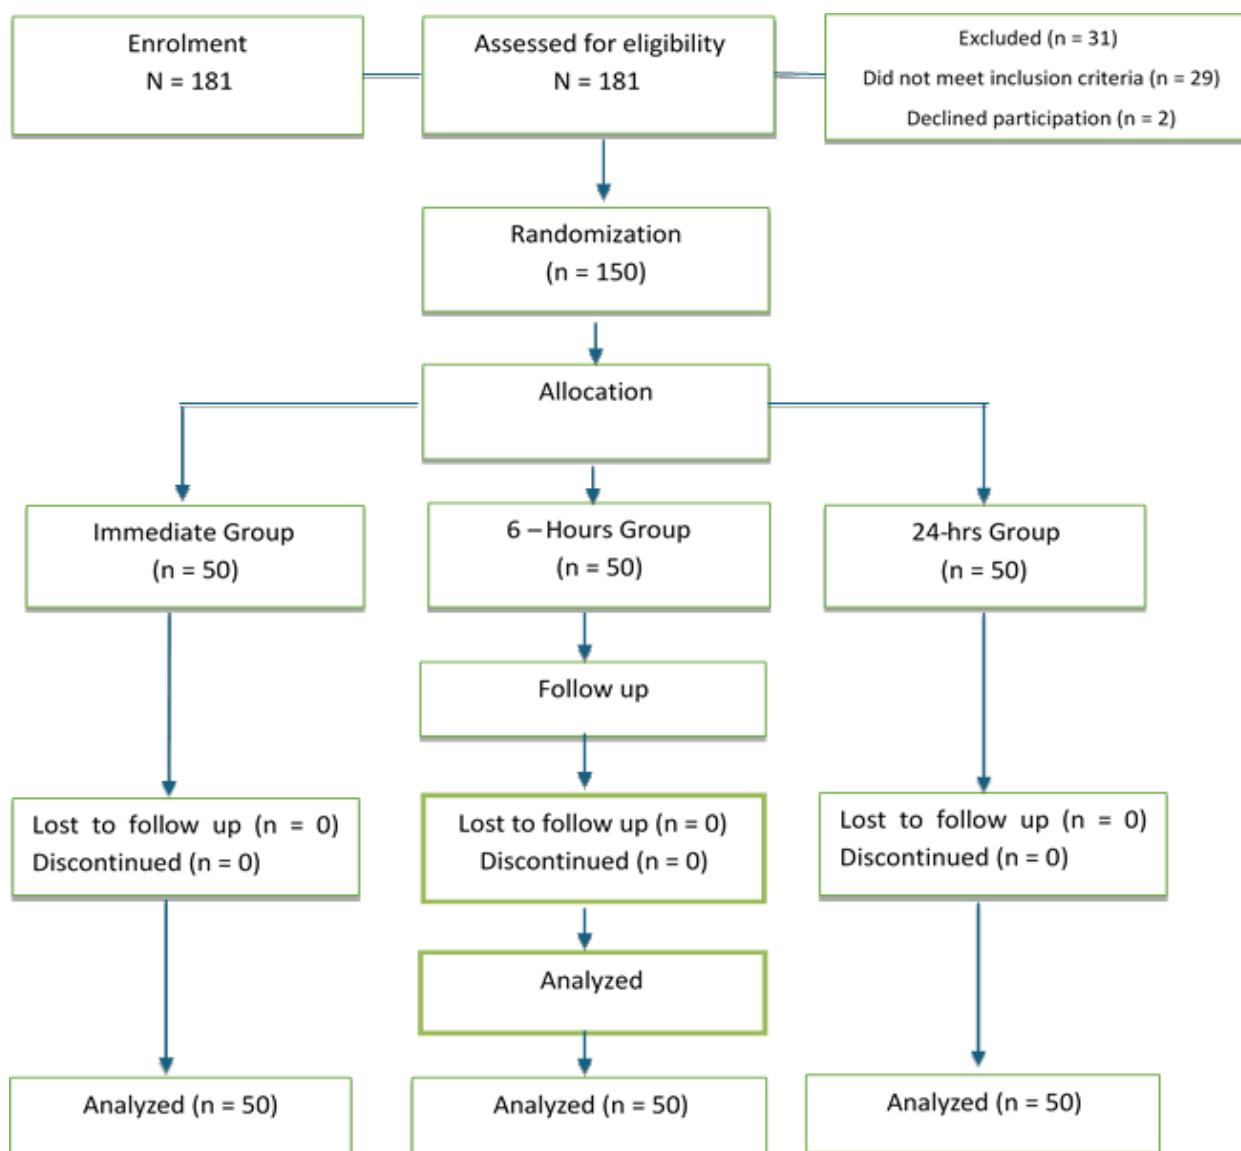 Enrolment
N = 181
Assessed for eligibility
N = 181
Excluded (n = 31)
Did not meet inclusion criteria (n = 29)
Declined participation (n = 2)
Randomization
(n = 150)
Allocation
Immediate Group
(n = 50)
6 – Hours Group
(n = 50)
24-hrs Group
(n = 50)
Follow up
Lost to follow up (n = 0)
Discontinued (n = 0)
Lost to follow up (n = 0)
Discontinued (n = 0)
Lost to follow up (n = 0)
Discontinued (n = 0)
Analyzed
Analyzed (n = 50)
Analyzed (n = 50)
Analyzed (n = 50)